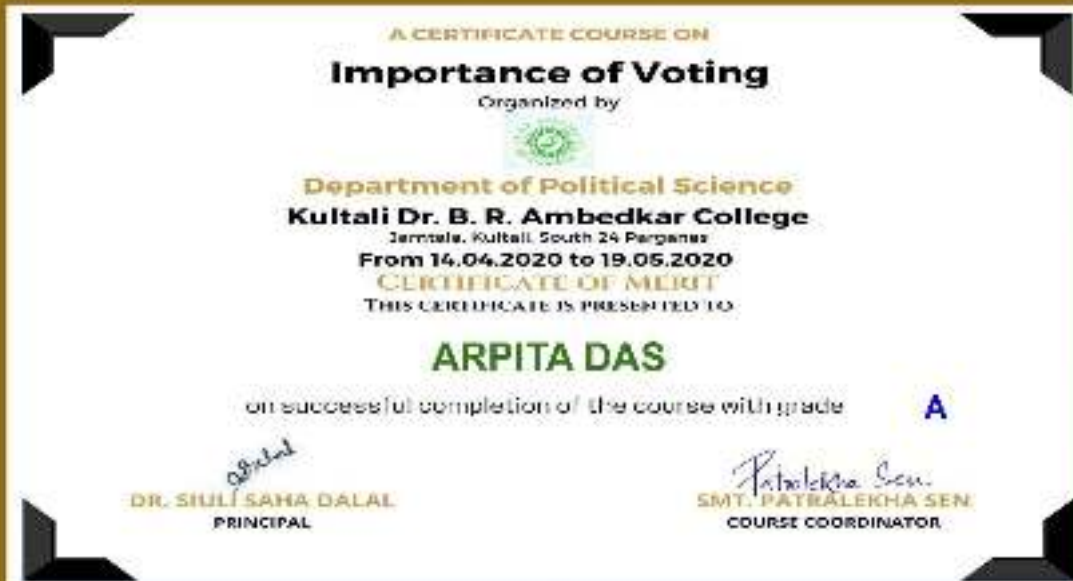 A CERTIFICATE COURSE ON
Importance of Voting
Organized by
Department of Political Science
Kultali Dr. B. R. Ambedkar College
Jamtala, Kultali, South 24 Parganas
From 14.04.2020 to 19.05.2020
CERTIFICATE OF MERIT
THIS CERTIFICATE IS PRESENTED TO
ARPITA DAS
on successful completion of the course with grade A
Patralekha Sen.
DR. SIULI SAHA DALAL SMT. PATRALEKHA SEN
PRINCIPAL COURSE COORDINATOR